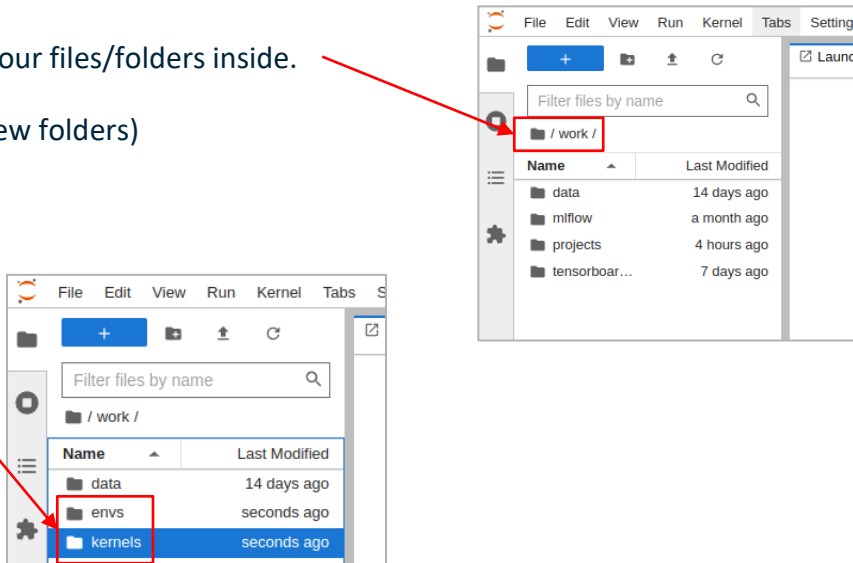 our files/folders inside.
ew folders)
File Edit View Run Kernel Tabs Setting
+
Launc
Filter files by name
/ work /
Name Last Modified
data 14 days ago
mlflow a month ago
projects 4 hours ago
tensorboar… 7 days ago
File Edit View Run Kernel Tabs S
+
Filter files by name
/ work /
Name Last Modified
data 14 days ago
envs seconds ago
kernels seconds ago